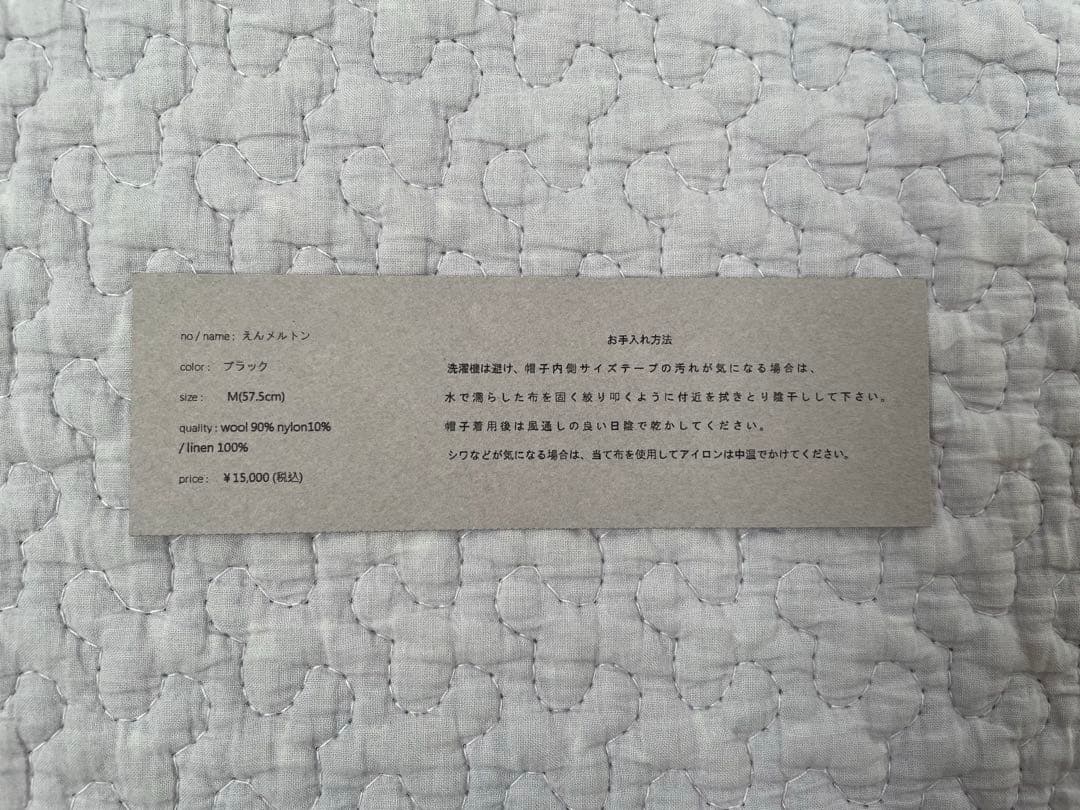 no / name : えんメルトン
color : ブラック
size : M(57.5cm)
quality : wool 90% nylon10%
/ linen 100%
price : ¥15,000 (税込)
お手入れ方法
洗濯機は避け、帽子内側サイズテープの汚れが気になる場合は、
水で濡らした布を固く絞り叩くように付近を拭きとり陰干しして下さい。
帽子着用後は風通しの良い日陰で乾かしてください。
シワなどが気になる場合は、当て布を使用してアイロンは中温でかけてください。